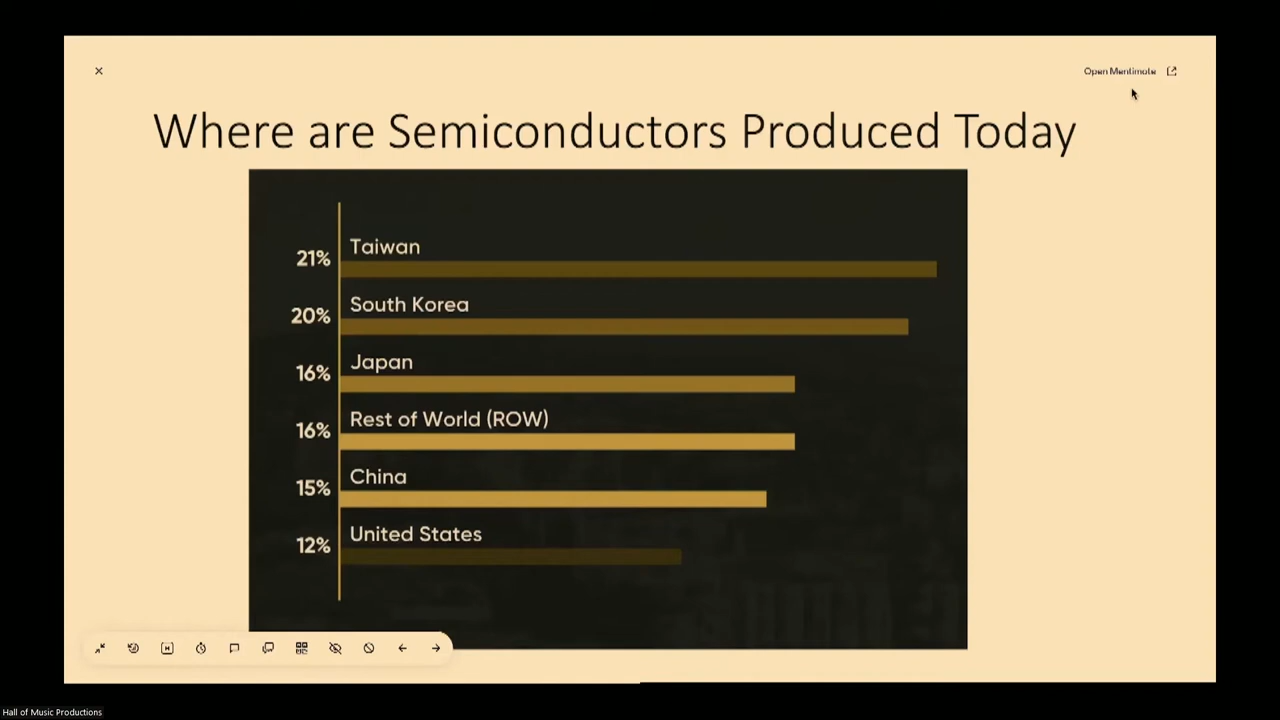 Open Mentimote
Where are Semiconductors Produced Today
21% Taiwan
20% South Korea
16% Japan
16% Rest of World (ROW)
15% China
12% United States
Hall of Music Productions